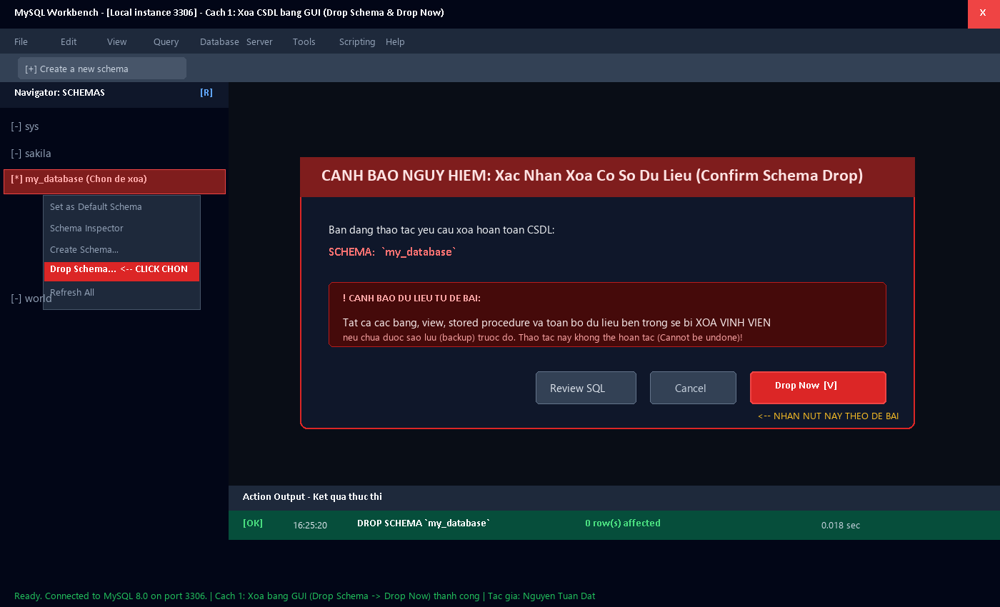 MySQL Workbench - [Local instance 3306] - Cach 1: Xoa CSDL bang GUI (Drop Schema & Drop Now)
X
File Edit View Query Database Server Tools Scripting Help
[+] Create a new schema
Navigator: SCHEMAS [R]
[-] sys
[-] sakila
[*] my_database (Chon de xoa)
Set as Default Schema
Schema Inspector
Create Schema...
Drop Schema... <-- CLICK CHON
Refresh All
[-] world
CANH BAO NGUY HIEM: Xac Nhan Xoa Co So Du Lieu (Confirm Schema Drop)
Ban dang thao tac yeu cau xoa hoan toan CSDL:
SCHEMA: `my_database`
! CANH BAO DU LIEU TU DE BAI:
Tat ca cac bang, view, stored procedure va toan bo du lieu ben trong se bi XOA VINH VIEN
neu chua duoc sao luu (backup) truoc do. Thao tac nay khong the hoan tac (Cannot be undone)!
Review SQL Cancel Drop Now [V]
<-- NHAN NUT NAY THEO DE BAI
Action Output - Ket qua thuc thi
[OK] 16:25:20 DROP SCHEMA `my_database` 0 row(s) affected 0.018 sec
Ready. Connected to MySQL 8.0 on port 3306. | Cach 1: Xoa bang GUI (Drop Schema -> Drop Now) thanh cong | Tac gia: Nguyen Tuan Dat